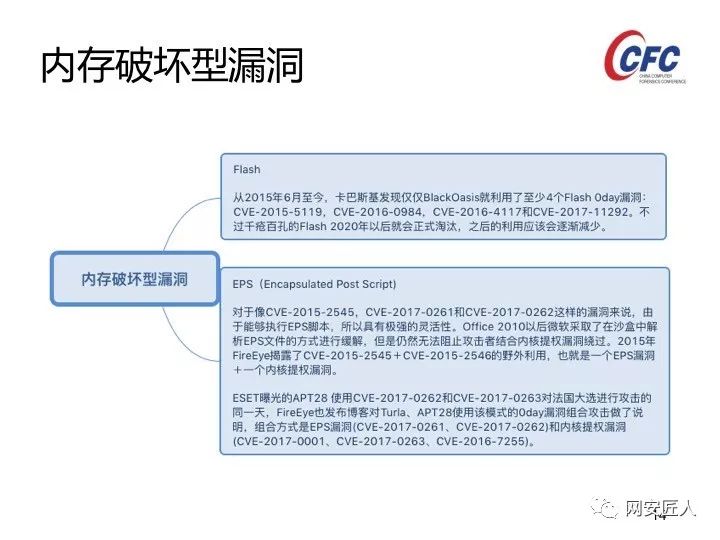 内存破坏型漏洞
CFC
CHINA COMPUTER
FORENSICS CONFERENCE
Flash
从2015年6月至今，卡巴斯基发现仅仅BlackOasis就利用了至少4个Flash 0day漏洞：
CVE-2015-5119，CVE-2016-0984，CVE-2016-4117和CVE-2017-11292。不
过千疮百孔的Flash 2020年以后就会正式淘汰，之后的利用应该会逐渐减少。
内存破坏型漏洞
EPS（Encapsulated Post Script)
对于像CVE-2015-2545，CVE-2017-0261和CVE-2017-0262这样的漏洞来说，由
于能够执行EPS脚本，所以具有极强的灵活性。Office 2010以后微软采取了在沙盒中解
析EPS文件的方式进行缓解，但是仍然无法阻止攻击者结合内核提权漏洞绕过。2015年
FireEye揭露了CVE-2015-2545＋CVE-2015-2546的野外利用，也就是一个EPS漏洞
＋一个内核提权漏洞。
ESET曝光的APT28 使用CVE-2017-0262和CVE-2017-0263对法国大选进行攻击的
同一天，FireEye也发布博客对Turla、APT28使用该模式的0day漏洞组合攻击做了说
明，组合方式是EPS漏洞(CVE-2017-0261、CVE-2017-0262)和内核提权漏洞
(CVE-2017-0001、CVE-2017-0263、CVE-2016-7255)。
网安匠人
14